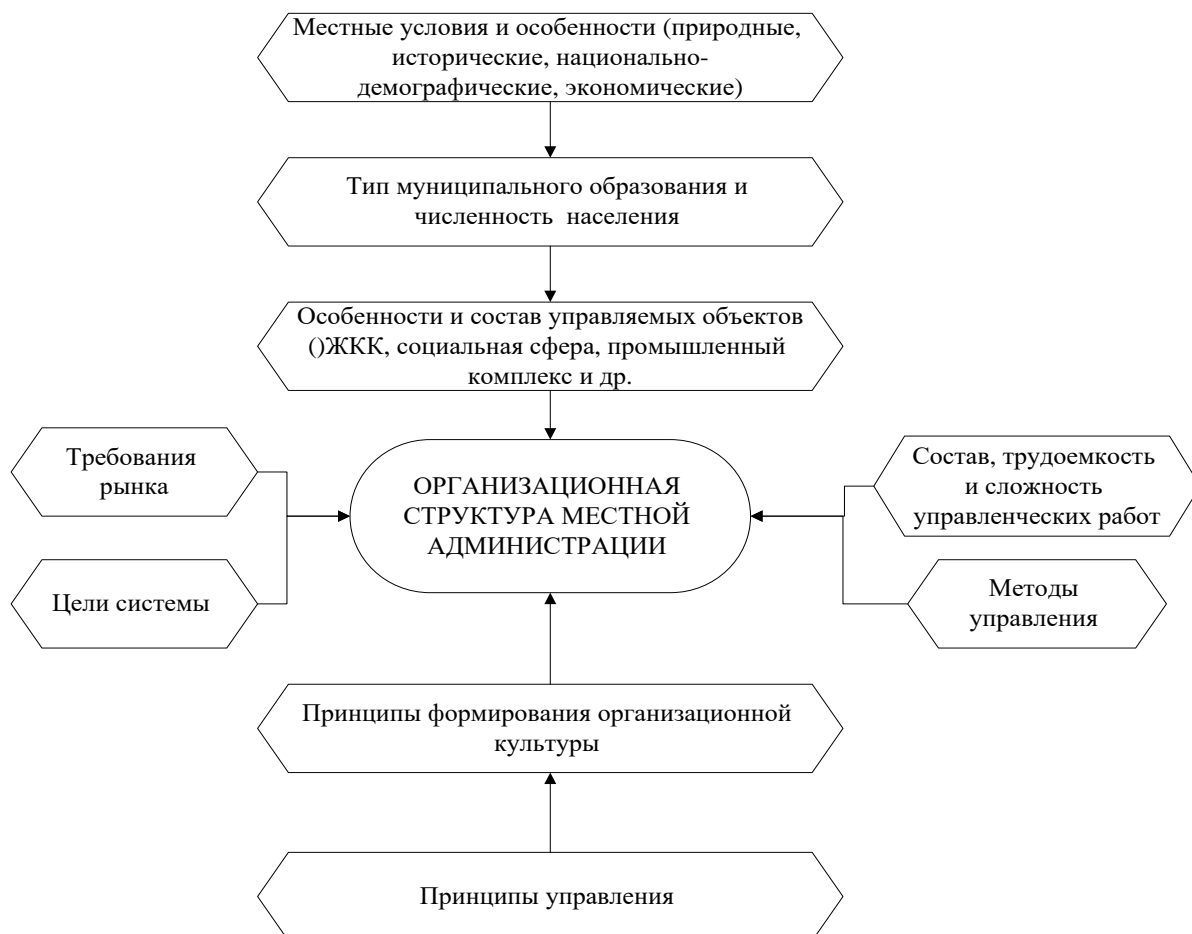 Местные условия и особенности (природные,
исторические, национально-
демографические, экономические)
Тип муниципального образования и
численность населения
Особенности и состав управляемых объектов
()ЖКК, социальная сфера, промышленный
комплекс и др.
Требования
рынка
ОРГАНИЗАЦИОННАЯ
СТРУКТУРА МЕСТНОЙ
АДМИНИСТРАЦИИ
Состав, трудоемкость
и сложность
управленческих работ
Цели системы
Методы
управления
Принципы формирования организационной
культуры
Принципы управления